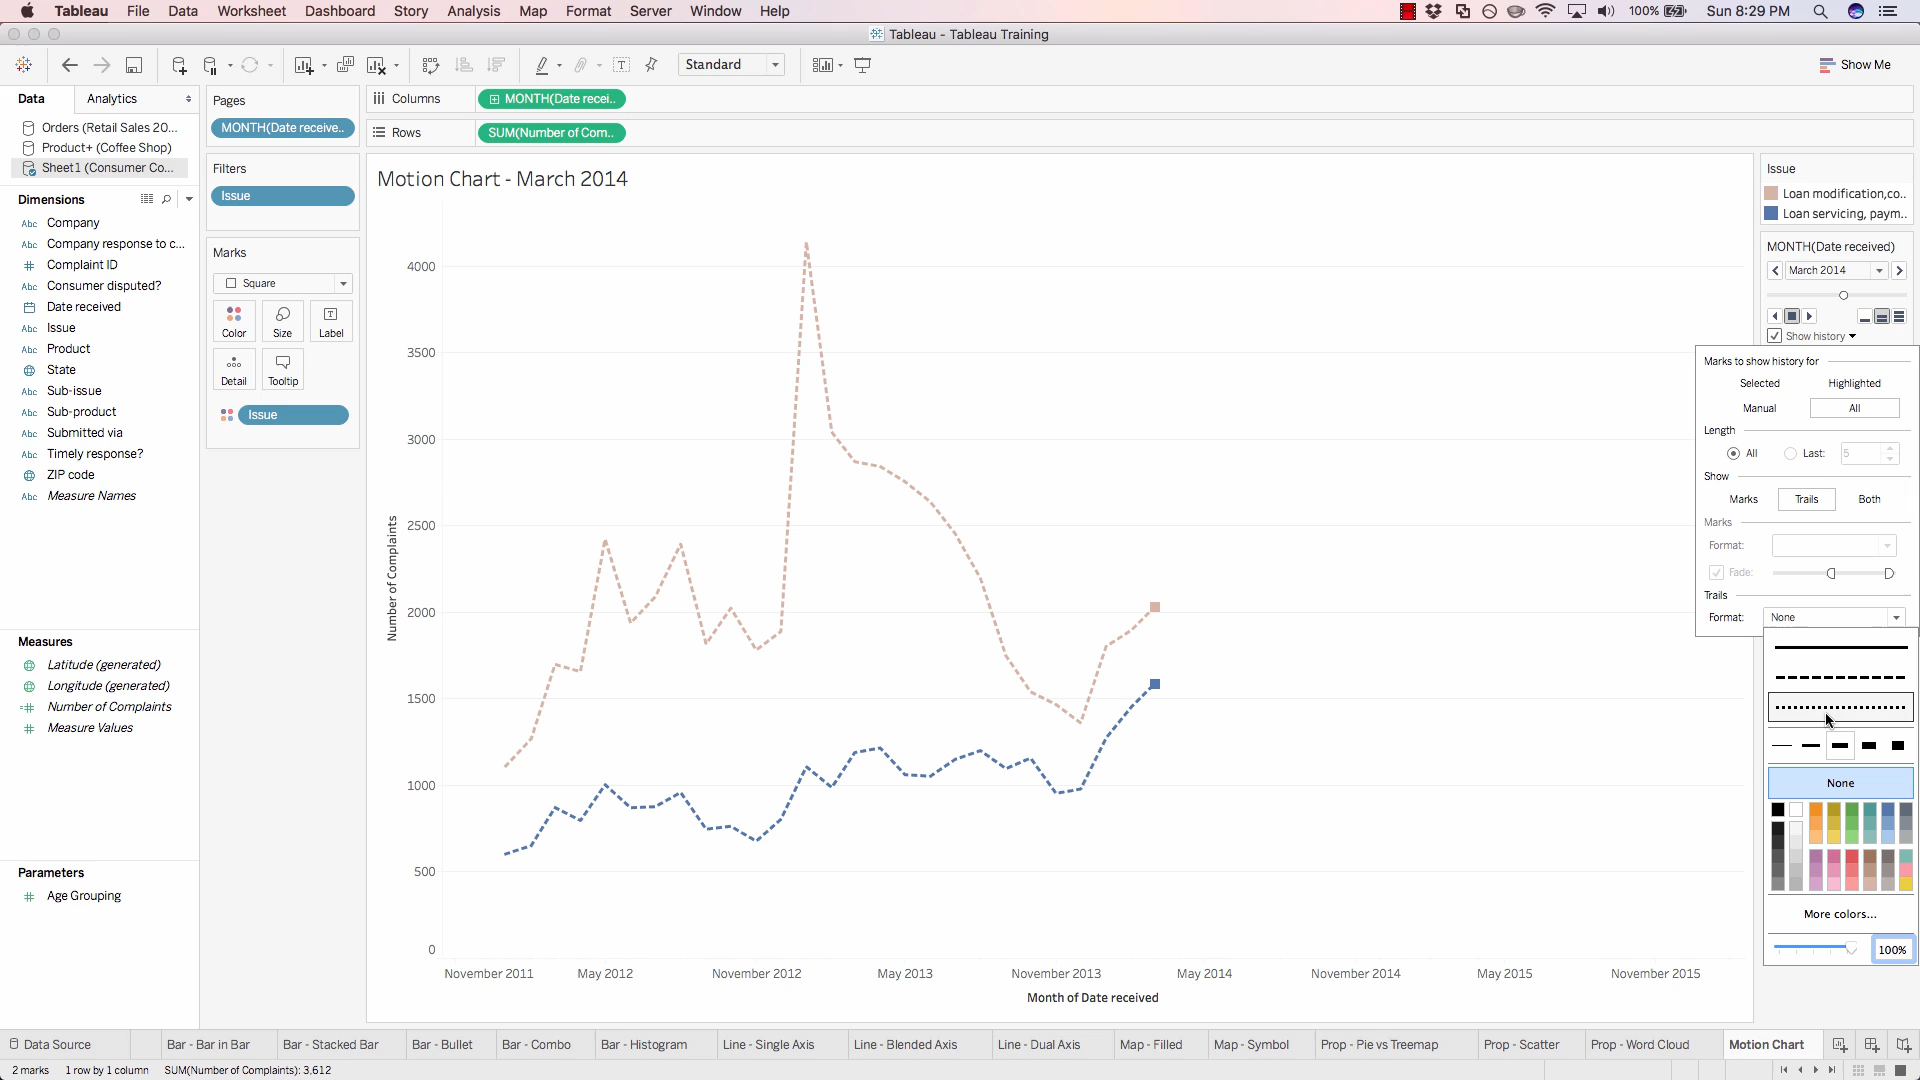 Tableau File Data Worksheet Dashboard Story Analysis Map Format Server Window Help 100% Sun 8:29 PM
Tableau - Tableau Training
Standard Show Me
Data Analytics
Orders (Retail Sales 20...
Product+ (Coffee Shop)
Sheet1 (Consumer Co...
Dimensions
Abc Company
Abc Company response to c...
# Complaint ID
Abc Consumer disputed?
Date received
Abc Issue
Abc Product
State
Abc Sub-issue
Abc Sub-product
Abc Submitted via
Abc Timely response?
ZIP code
Abc Measure Names
Measures
Latitude (generated)
Longitude (generated)
=# Number of Complaints
# Measure Values
Parameters
# Age Grouping
Pages
MONTH(Date receive..
Filters
Issue
Marks
Square
Color Size Label
Detail Tooltip
Issue
Columns MONTH(Date recei..
Rows SUM(Number of Com..
Motion Chart - March 2014
Number of Complaints
4000
3500
3000
2500
2000
1500
1000
500
0
November 2011 May 2012 November 2012 May 2013 November 2013 May 2014 November 2014 May 2015 November 2015
Month of Date received
Issue
Loan modification,co..
Loan servicing, paym..
MONTH(Date received)
March 2014
Show history
Marks to show history for
Selected Highlighted
Manual All
Length
All Last: 5
Show
Marks Trails Both
Marks
Format:
Fade:
Trails
Format: None
None
More colors...
100%
Data Source Bar - Bar in Bar Bar - Stacked Bar Bar - Bullet Bar - Combo Bar - Histogram Line - Single Axis Line - Blended Axis Line - Dual Axis Map - Filled Map - Symbol Prop - Pie vs Treemap Prop - Scatter Prop - Word Cloud Motion Chart
2 marks 1 row by 1 column SUM(Number of Complaints): 3,612